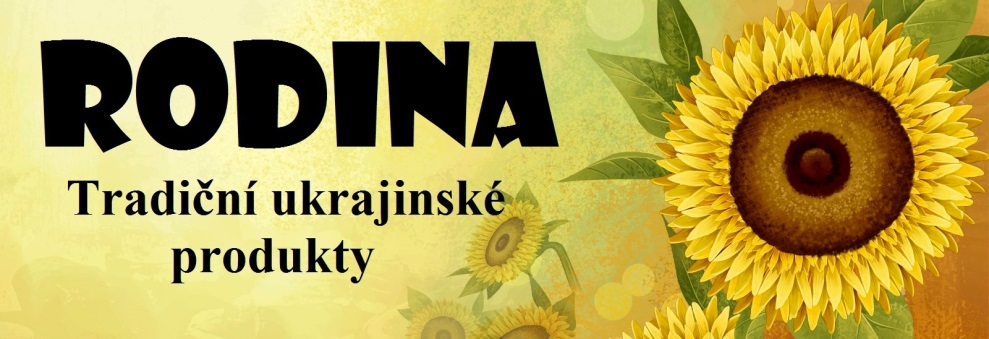 RODINA
Tradiční ukrajinské
produkty